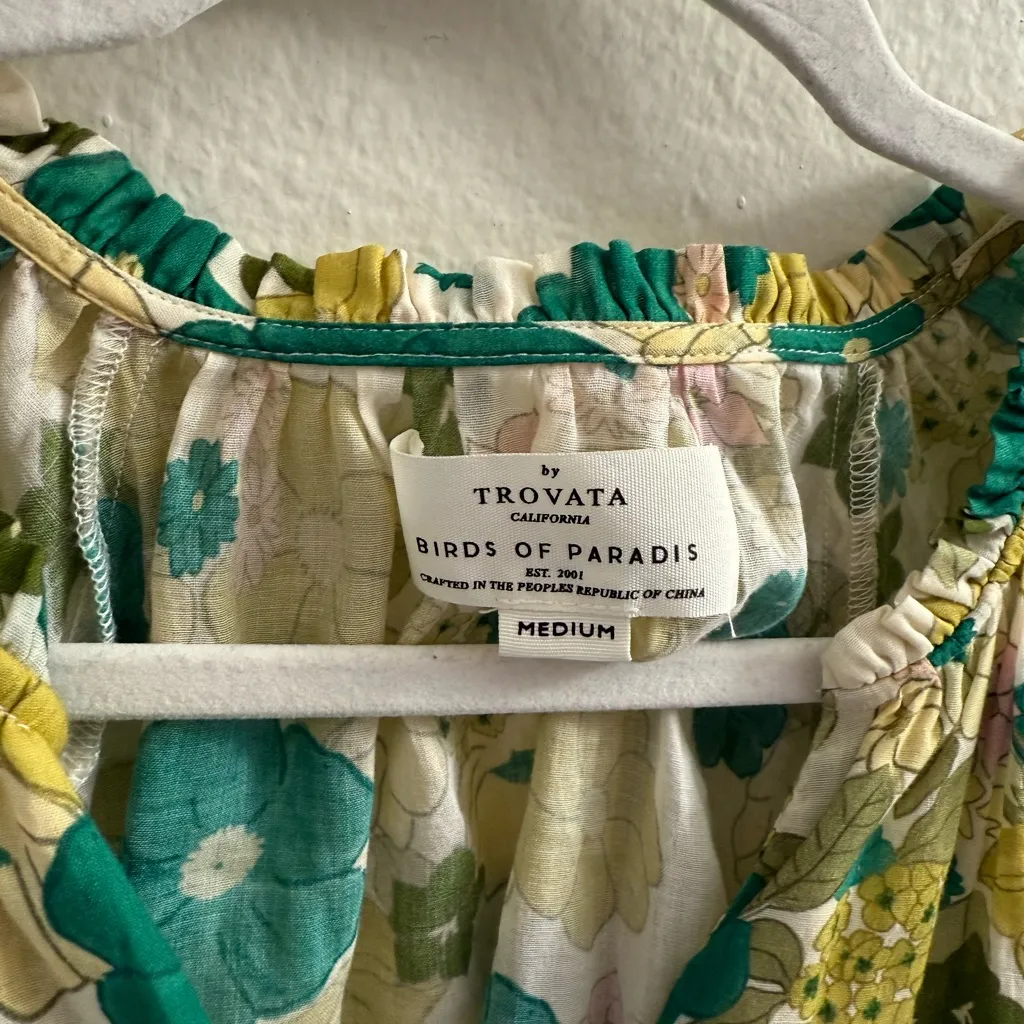 by
TROVATA
CALIFORNIA
BIRDS OF PARADIS
EST. 2001
CRAFTED IN THE PEOPLES REPUBLIC OF CHINA
MEDIUM